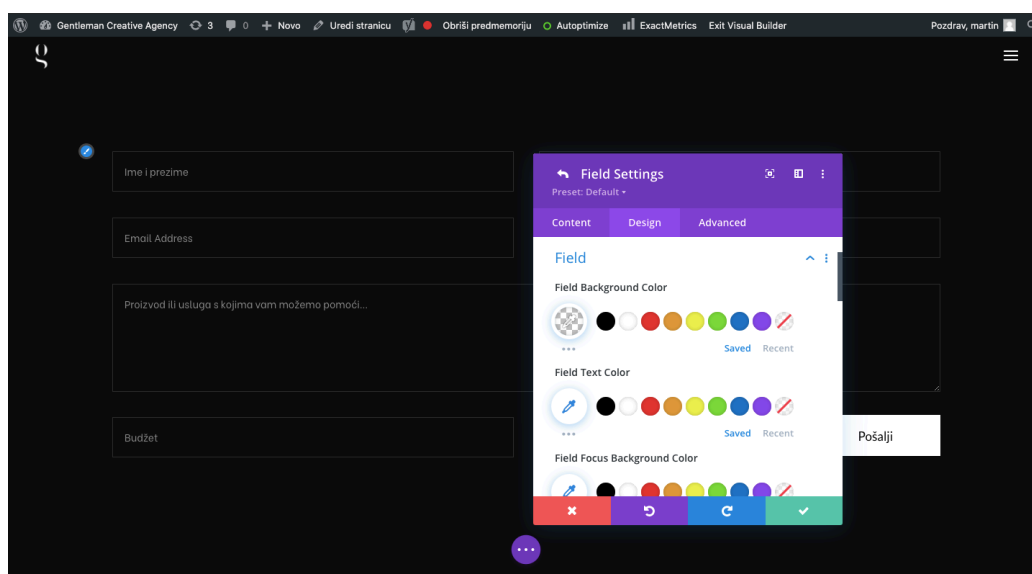 Gentleman Creative Agency 3 0 + Novo Uredi stranicu Obriši predmemoriju Autoptimize ExactMetrics Exit Visual Builder Pozdrav, martin
g
Ime i prezime
Email Address
Proizvod ili usluga s kojima vam možemo pomoći...
Budžet
Pošalji
Field Settings
Preset: Default
Content Design Advanced
Field
Field Background Color
Saved Recent
Field Text Color
Saved Recent
Field Focus Background Color